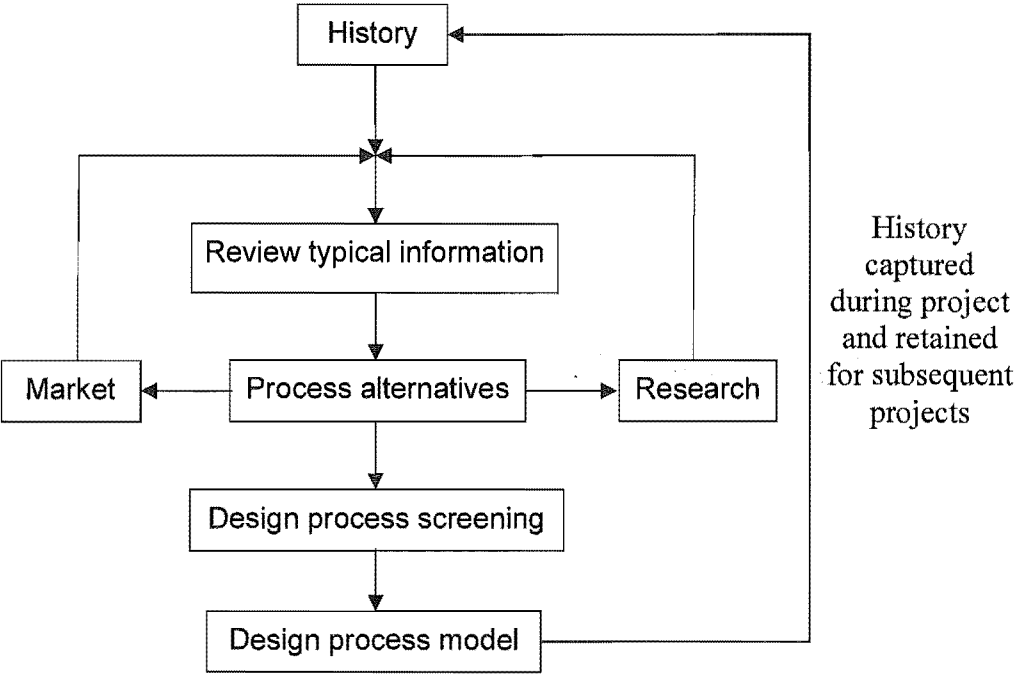 History
Review typical information
Market
Process alternatives
Research
Design process screening
Design process model
History
captured
during project
and retained
for subsequent
projects